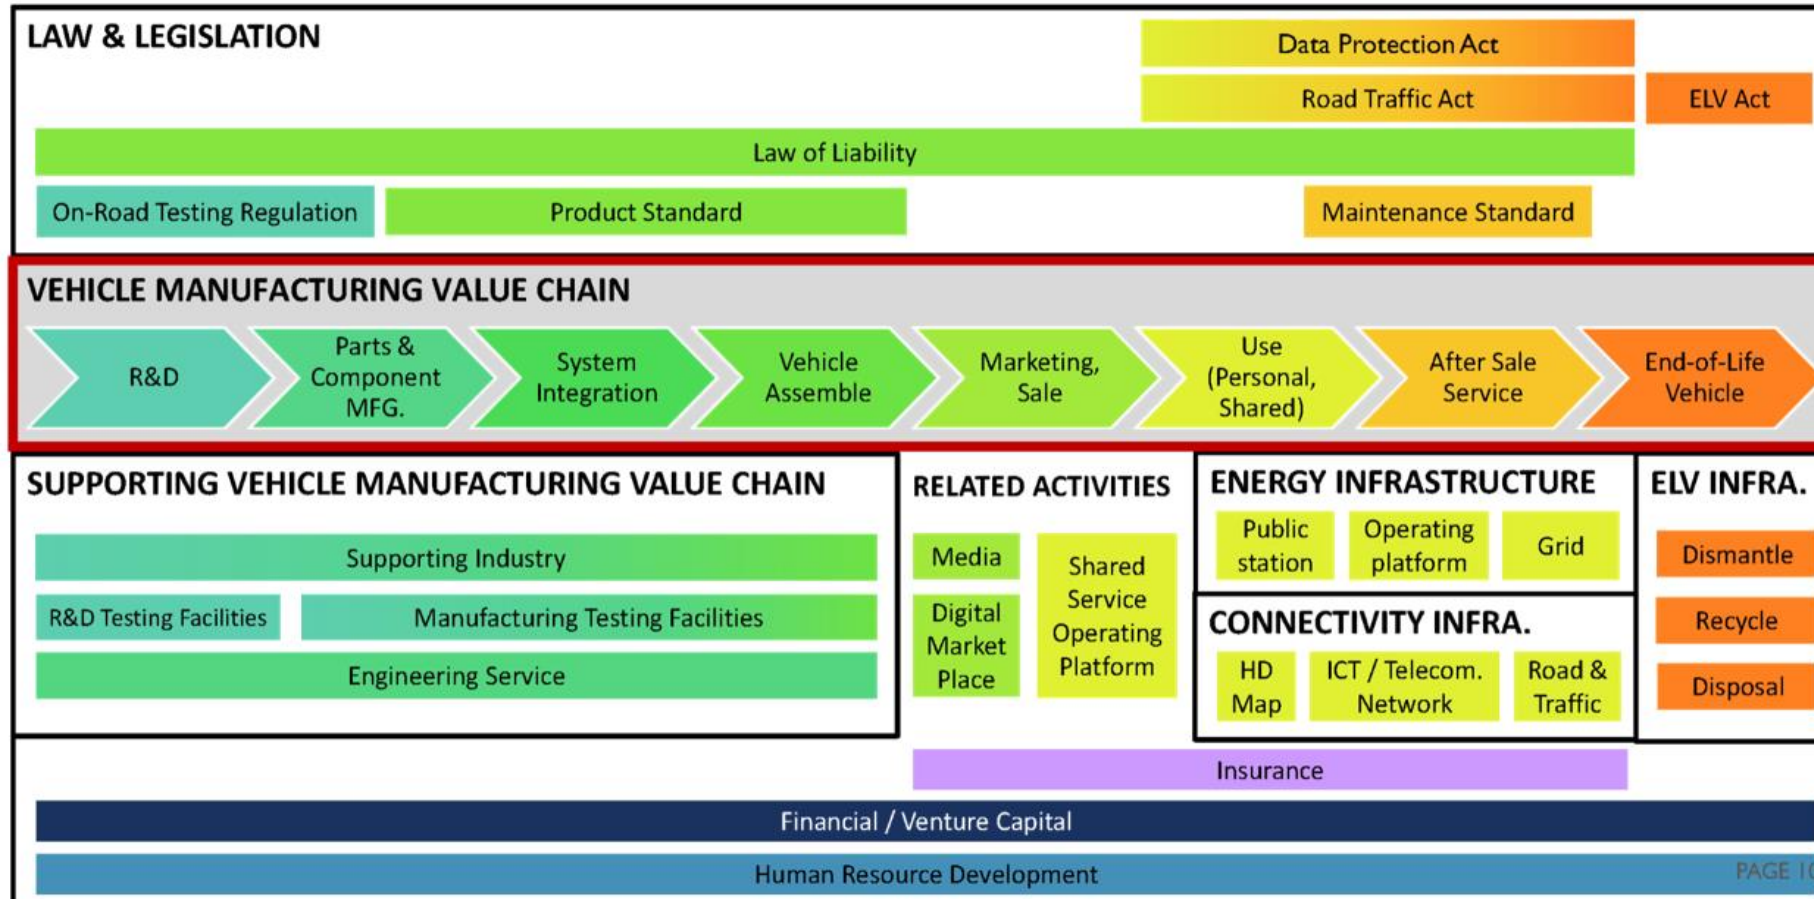 LAW & LEGISLATION
Data Protection Act
Road Traffic Act
ELV Act
Law of Liability
On-Road Testing Regulation
Product Standard
Maintenance Standard
VEHICLE MANUFACTURING VALUE CHAIN
R&D
Parts &
Component
MFG.
System
Integration
Vehicle
Assemble
Marketing,
Sale
Use
(Personal,
Shared)
After Sale
Service
End-of-Life
Vehicle
SUPPORTING VEHICLE MANUFACTURING VALUE CHAIN
Supporting Industry
R&D Testing Facilities
Manufacturing Testing Facilities
Engineering Service
RELATED ACTIVITIES
Media
Digital
Market
Place
Shared
Service
Operating
Platform
ENERGY INFRASTRUCTURE
Public
station
Operating
platform
Grid
CONNECTIVITY INFRA.
HD
Map
ICT / Telecom.
Network
Road &
Traffic
ELV INFRA.
Dismantle
Recycle
Disposal
Insurance
Financial / Venture Capital
Human Resource Development
PAGE 10